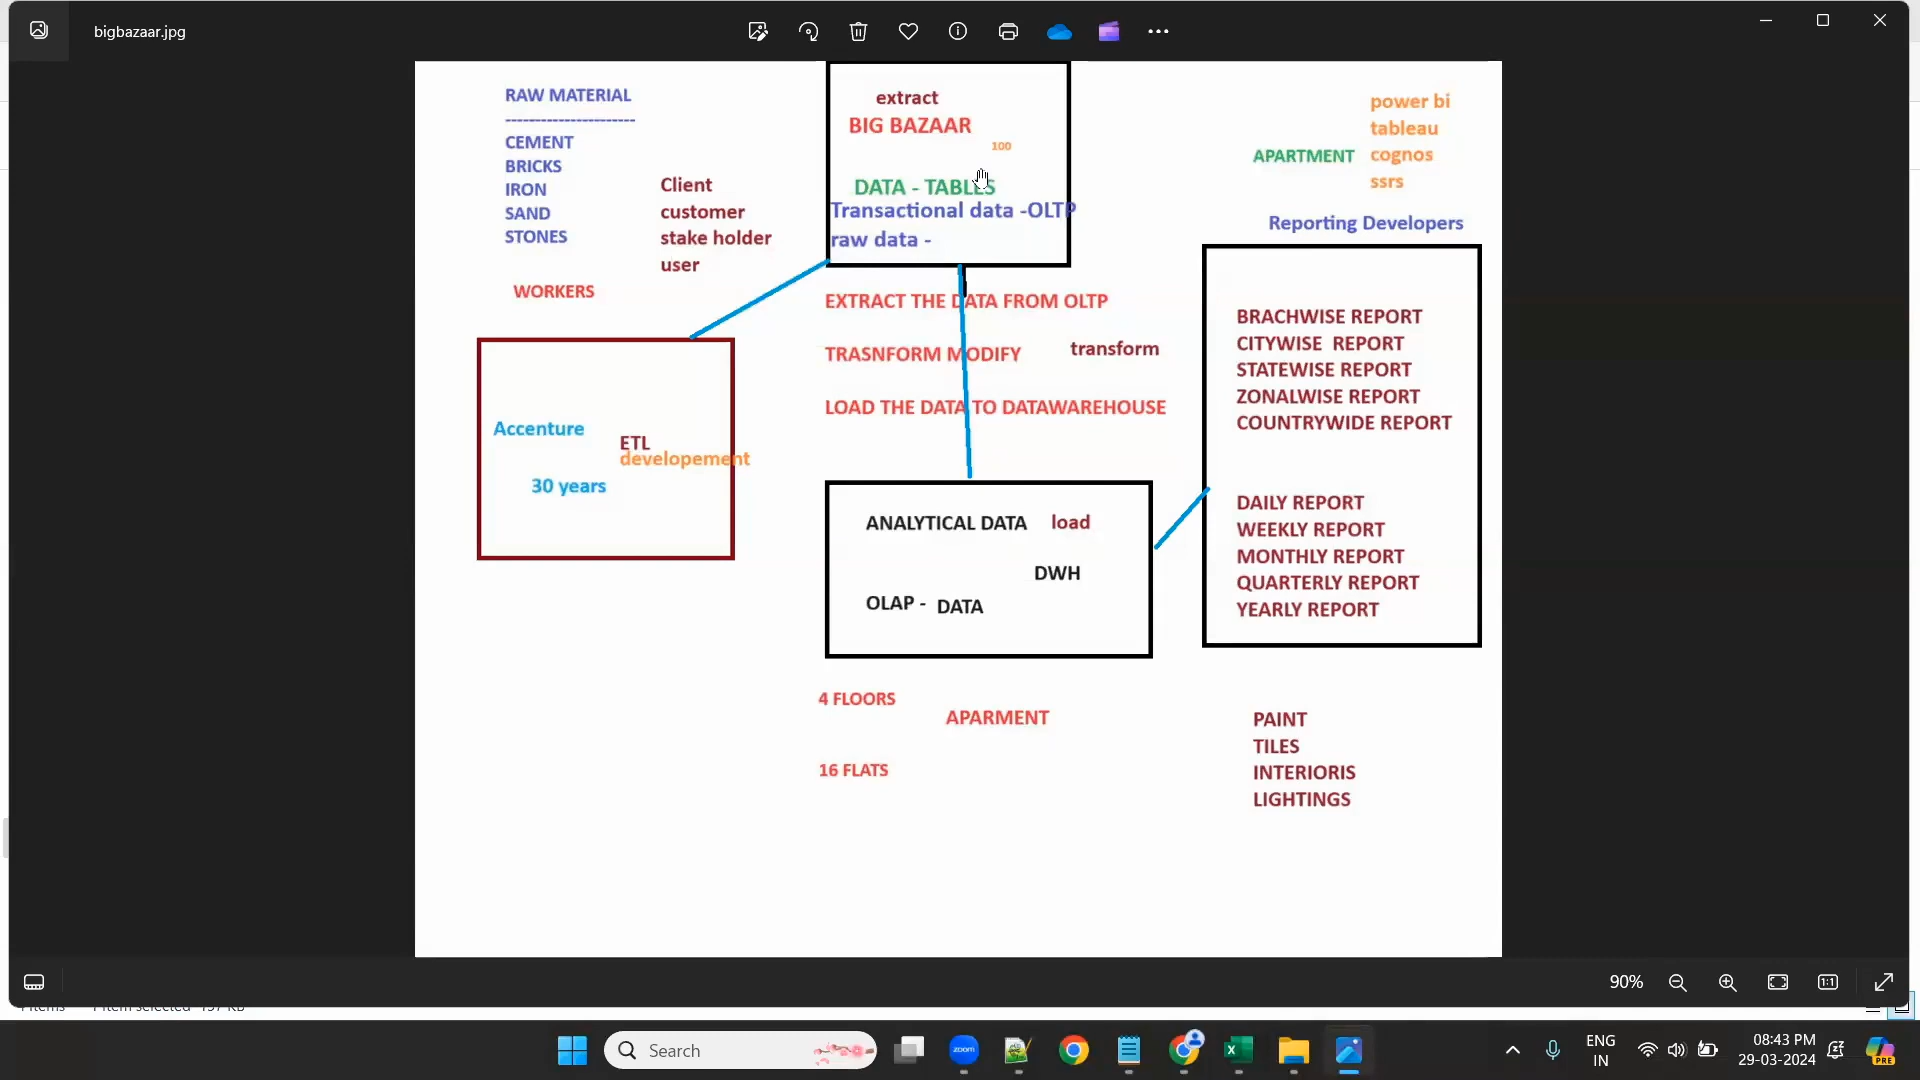 bigbazaar.jpg
RAW MATERIAL
----------------------
CEMENT
BRICKS
IRON
SAND
STONES
WORKERS
Client
customer
stake holder
user
extract
BIG BAZAAR
100
DATA - TABLES
Transactional data -OLTP
raw data -
power bi
tableau
cognos
ssrs
APARTMENT
Reporting Developers
EXTRACT THE DATA FROM OLTP
TRASNFORM MODIFY
transform
LOAD THE DATA TO DATAWAREHOUSE
Accenture
ETL
developement
30 years
BRACHWISE REPORT
CITYWISE REPORT
STATEWISE REPORT
ZONALWISE REPORT
COUNTRYWIDE REPORT
DAILY REPORT
WEEKLY REPORT
MONTHLY REPORT
QUARTERLY REPORT
YEARLY REPORT
ANALYTICAL DATA load
DWH
OLAP - DATA
4 FLOORS
APARMENT
16 FLATS
PAINT
TILES
INTERIORIS
LIGHTINGS
90%
1:1
Search
zoom
ENG
IN
08:43 PM
29-03-2024
PRE